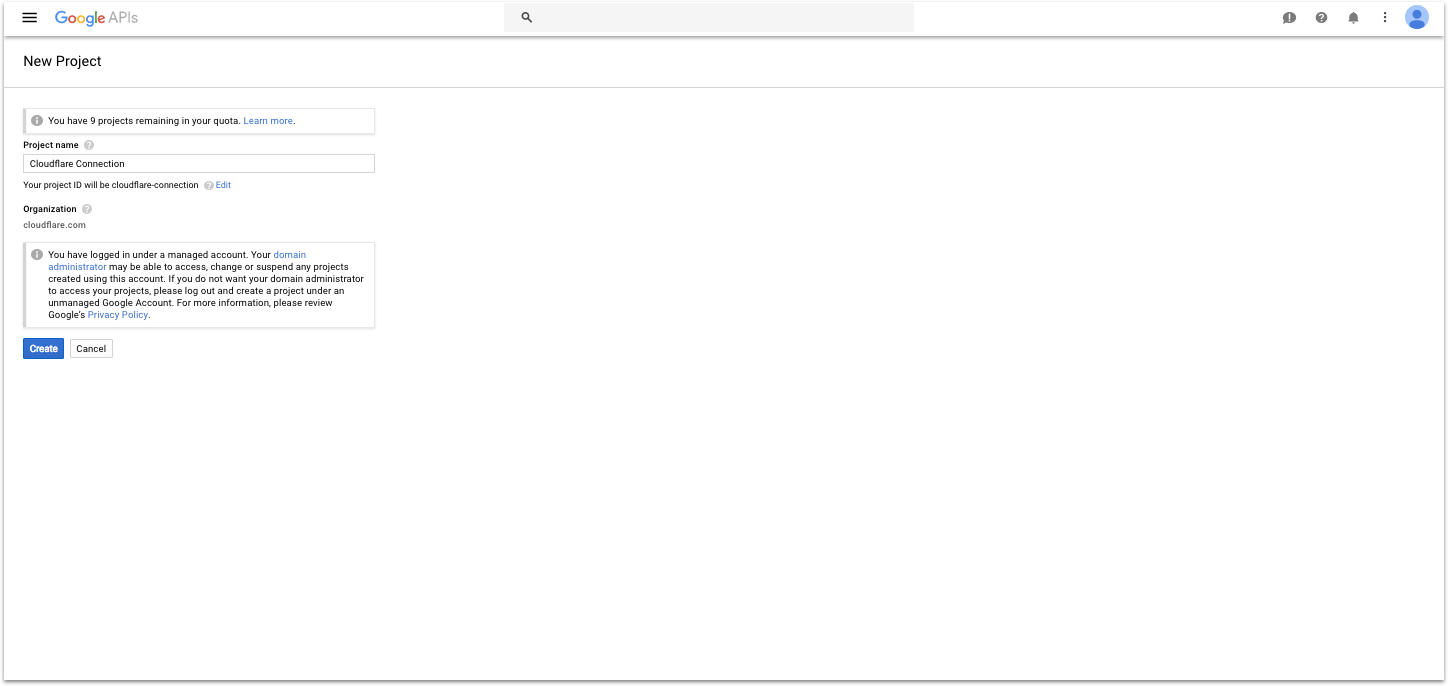 Google APIs
New Project
You have 9 projects remaining in your quota. Learn more.
Project name
Cloudflare Connection
Your project ID will be cloudflare-connection Edit
Organization
cloudflare.com
You have logged in under a managed account. Your domain
administrator may be able to access, change or suspend any projects
created using this account. If you do not want your domain administrator
to access your projects, please log out and create a project under an
unmanaged Google Account. For more information, please review
Google's Privacy Policy.
Create Cancel